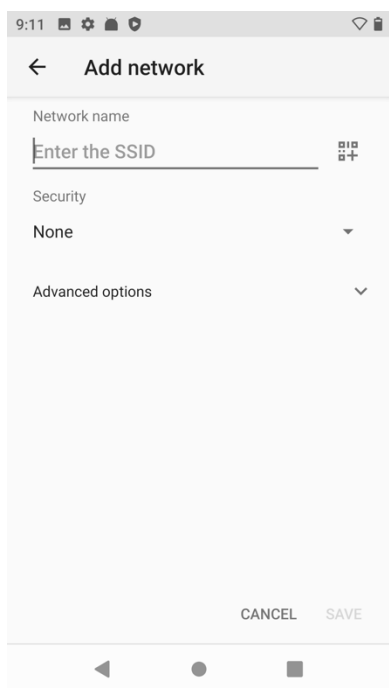 9:11
Add network
Network name
Enter the SSID
Security
None
Advanced options
CANCEL SAVE